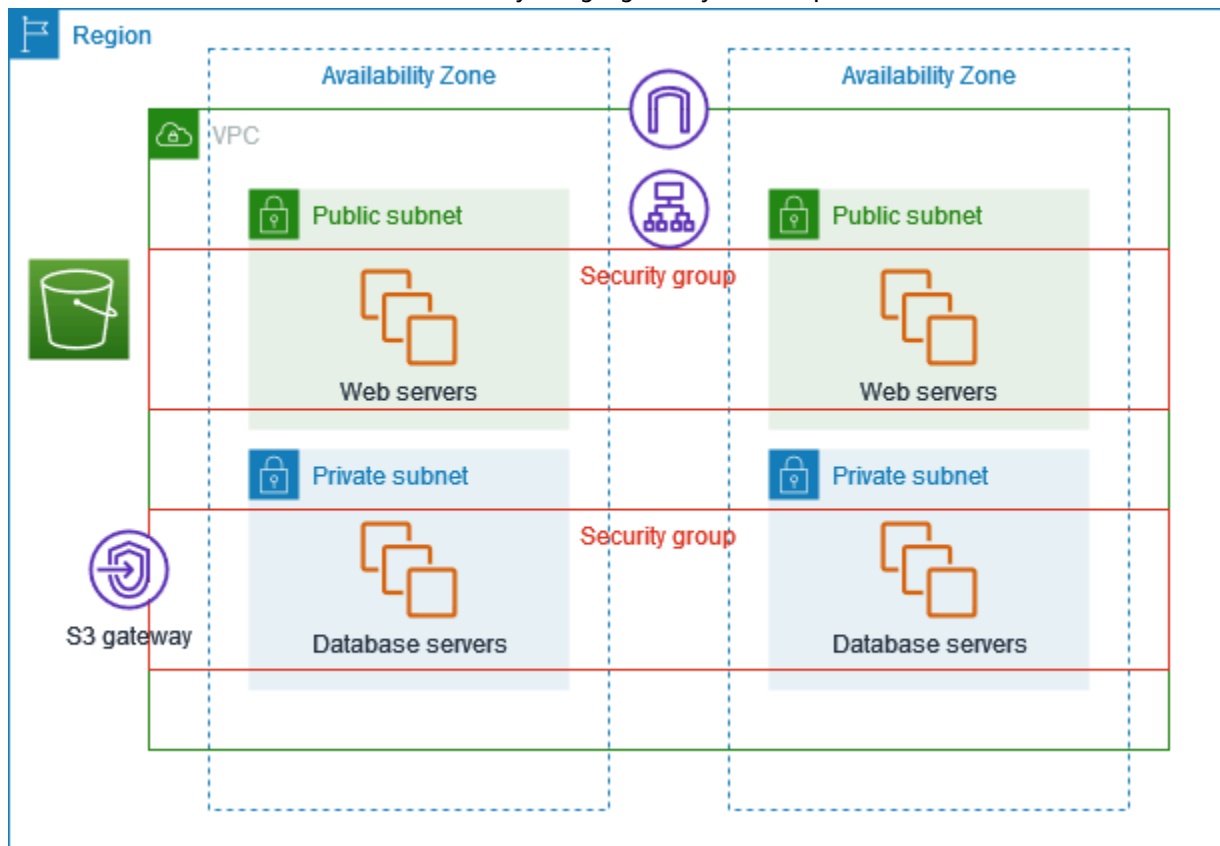 Region
Availability Zone
Availability Zone
VPC
Public subnet
Public subnet
Security group
Web servers
Web servers
Private subnet
Private subnet
Security group
S3 gateway
Database servers
Database servers